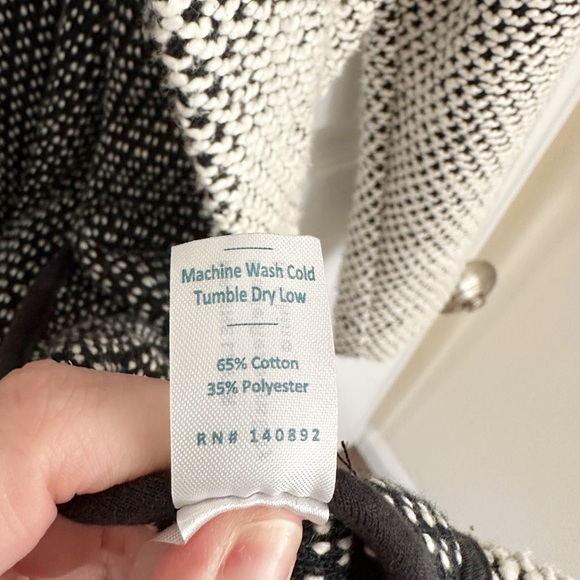 Machine Wash Cold
Tumble Dry Low
65% Cotton
35% Polyester
RN# 140892